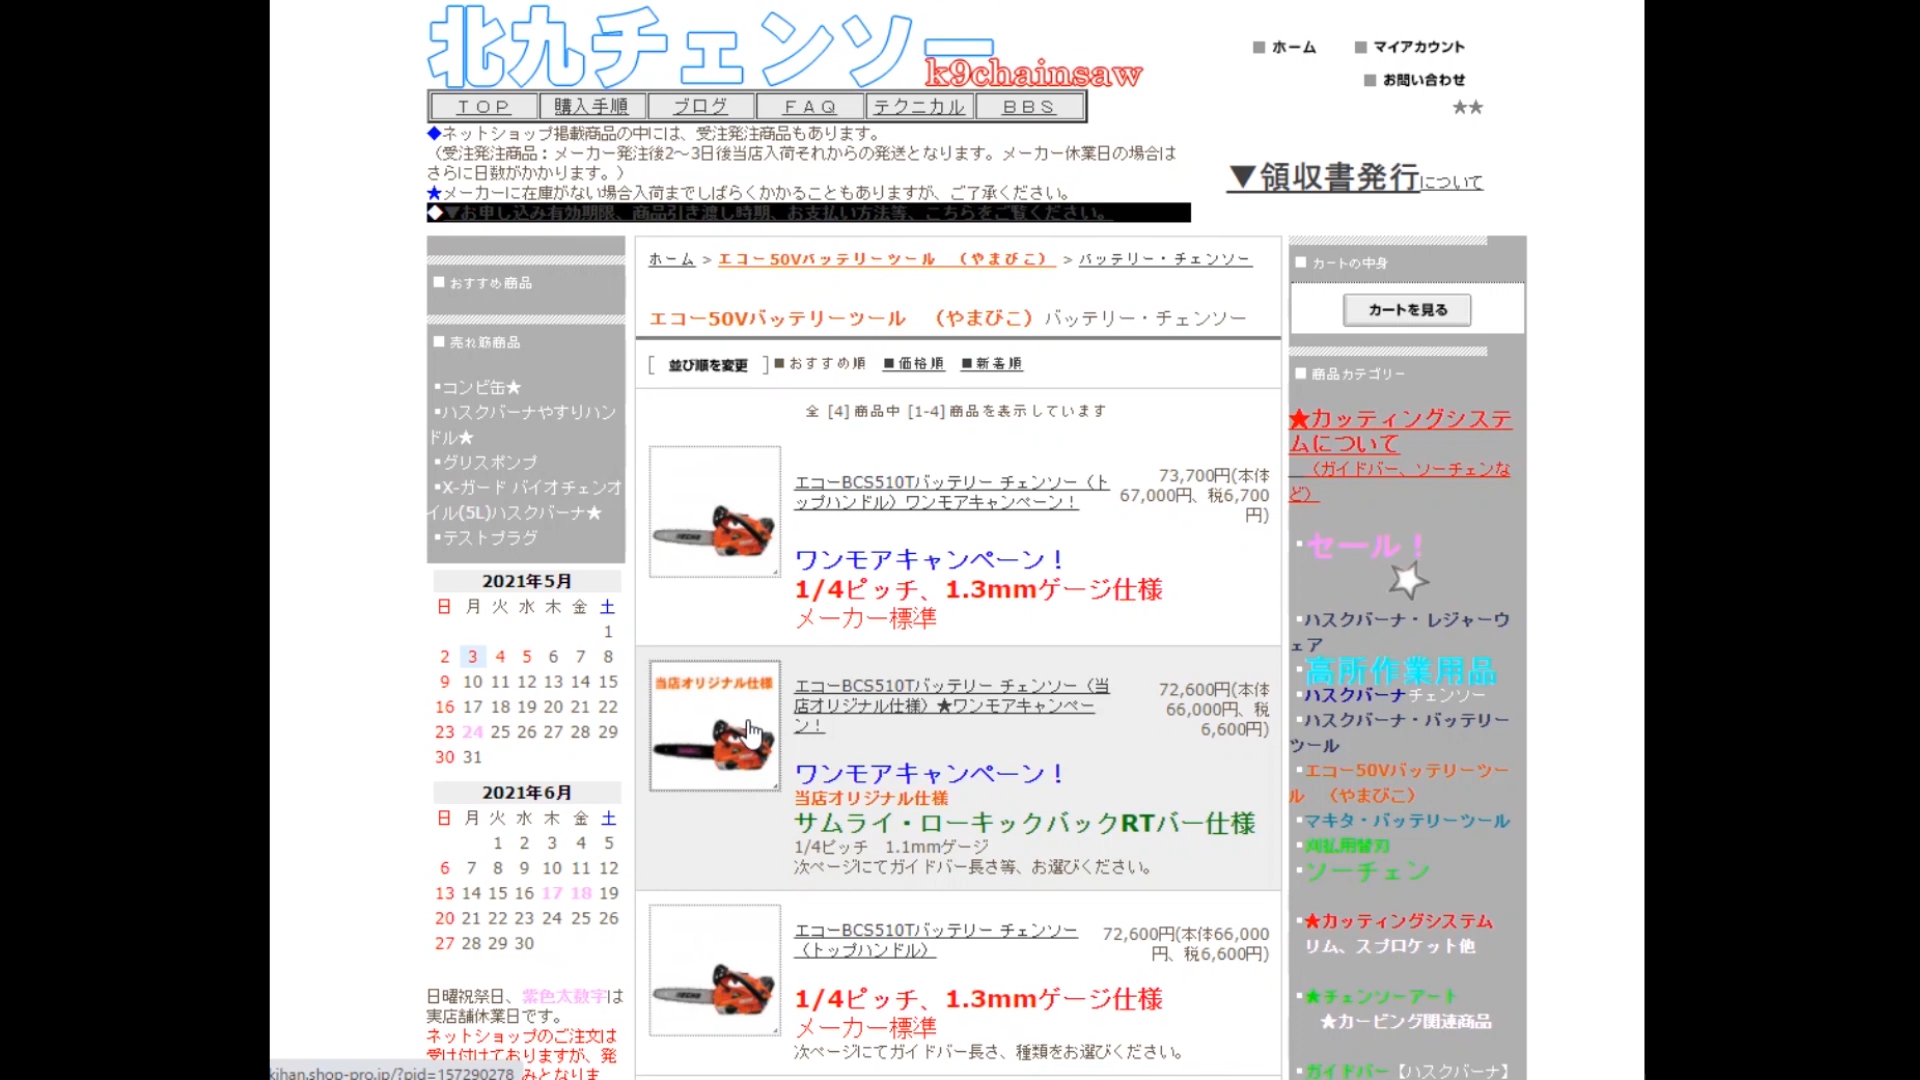 北九チェンソー
k9chainsaw
ホーム
マイアカウント
お問い合わせ
★★
ＴＯＰ
購入手順
ブログ
ＦＡＱ
テクニカル
ＢＢＳ
◆ネットショップ掲載商品の中には、受注発注商品もあります。
（受注発注商品：メーカー発注後2～3日後当店入荷それからの発送となります。メーカー休業日の場合は
さらに日数がかかります。）
★メーカーに在庫がない場合入荷までしばらくかかることもありますが、ご了承ください。
◆▼お申し込み有効期限、商品引き渡し時期、お支払い方法等、こちらをご覧ください。
▼領収書発行について
■ おすすめ商品
■ 売れ筋商品
▪コンビ缶★
▪ハスクバーナやすりハン
ドル★
▪グリスポンプ
▪X-ガード バイオチェンオ
イル(5L)ハスクバーナ★
▪テストプラグ
2021年5月
日 月 火 水 木 金 土
1
2 3 4 5 6 7 8
9 10 11 12 13 14 15
16 17 18 19 20 21 22
23 24 25 26 27 28 29
30 31
2021年6月
日 月 火 水 木 金 土
1 2 3 4 5
6 7 8 9 10 11 12
13 14 15 16 17 18 19
20 21 22 23 24 25 26
27 28 29 30
日曜祝祭日、紫色太数字は
実店舗休業日です。
ネットショップのご注文は
受け付けておりますが、発
みとなりま
kihan.shop-pro.jp/?pid=157290278
ホーム > エコー50Vバッテリーツール （やまびこ） > バッテリー・チェンソー
エコー50Vバッテリーツール （やまびこ）バッテリー・チェンソー
[ 並び順を変更 ] ■おすすめ順 ■価格順 ■新着順
全 [4] 商品中 [1-4] 商品を表示しています
エコーBCS510Tバッテリー チェンソー（ト
ップハンドル）ワンモアキャンペーン！
73,700円(本体
67,000円、税6,700
円)
ワンモアキャンペーン！
1/4ピッチ、1.3mmゲージ仕様
メーカー標準
当店オリジナル仕様
エコーBCS510Tバッテリー チェンソー（当
店オリジナル仕様）★ワンモアキャンペー
ン！
72,600円(本体
66,000円、税
6,600円)
ワンモアキャンペーン！
当店オリジナル仕様
サムライ・ローキックバックRTバー仕様
1/4ピッチ 1.1mmゲージ
次ページにてガイドバー長さ等、お選びください。
エコーBCS510Tバッテリー チェンソー
（トップハンドル）
72,600円(本体66,000
円、税6,600円)
1/4ピッチ、1.3mmゲージ仕様
メーカー標準
次ページにてガイドバー長さ、種類をお選びください。
■ カートの中身
カートを見る
■ 商品カテゴリー
★カッティングシステ
ムについて
（ガイドバー、ソーチェンな
ど）
▪セール！
▪ハスクバーナ・レジャーウ
ェア
▪高所作業用品
▪ハスクバーナチェンソー
▪ハスクバーナ・バッテリー
ツール
▪エコー50Vバッテリーツー
ル （やまびこ）
▪マキタ・バッテリーツール
▪刈払用替刃
▪ソーチェン
▪★カッティングシステム
リム、スプロケット他
▪★チェンソーアート
★カービング関連商品
▪ガイドバー【ハスクバーナ】